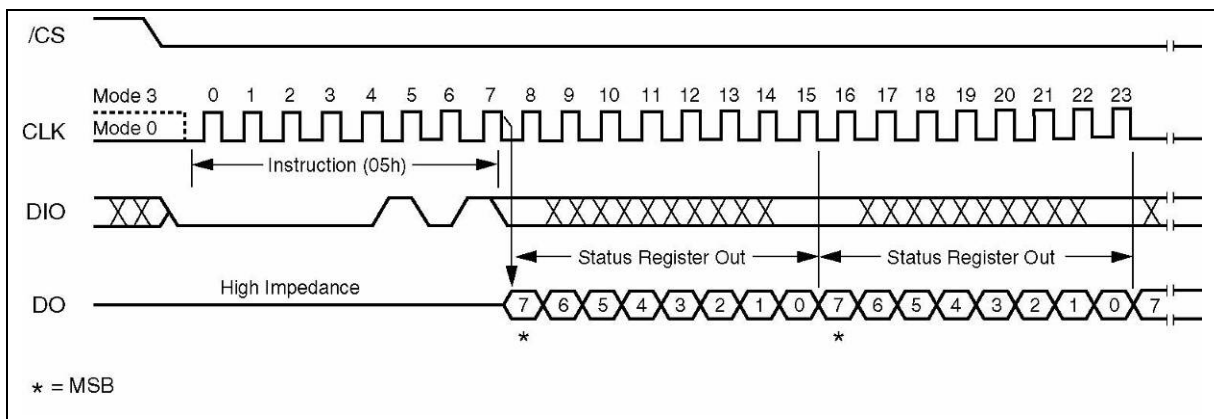 /CS
Mode 3 0 1 2 3 4 5 6 7 8 9 10 11 12 13 14 15 16 17 18 19 20 21 22 23
CLK Mode 0
Instruction (05h)
DIO
Status Register Out Status Register Out
High Impedance
DO 7 6 5 4 3 2 1 0 7 6 5 4 3 2 1 0 7
* *
* = MSB